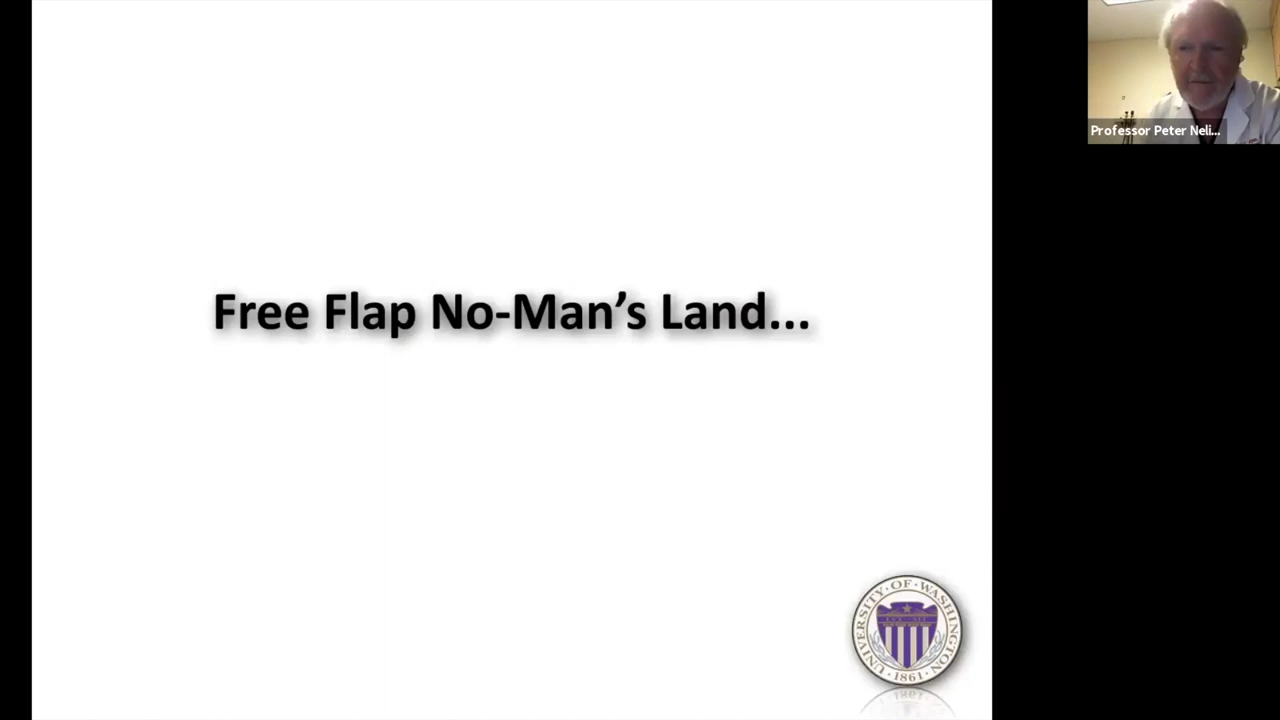 Free Flap No-Man’s Land...
Professor Peter Neli...
UNIVERSITY·OF·WASHINGTON
·1861·